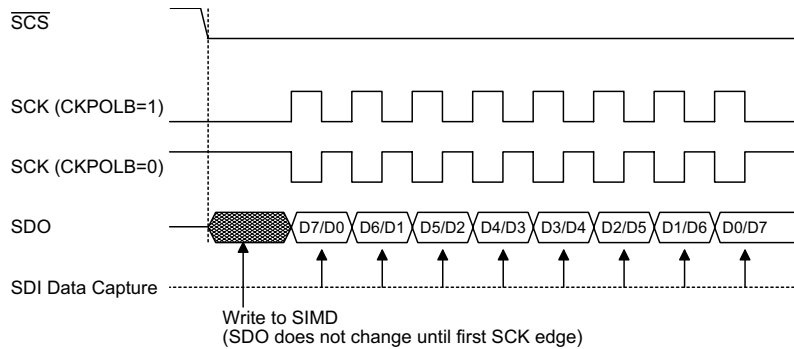 SCS
SCK (CKPOLB=1)
SCK (CKPOLB=0)
SDO
D7/D0 D6/D1 D5/D2 D4/D3 D3/D4 D2/D5 D1/D6 D0/D7
SDI Data Capture
Write to SIMD
(SDO does not change until first SCK edge)